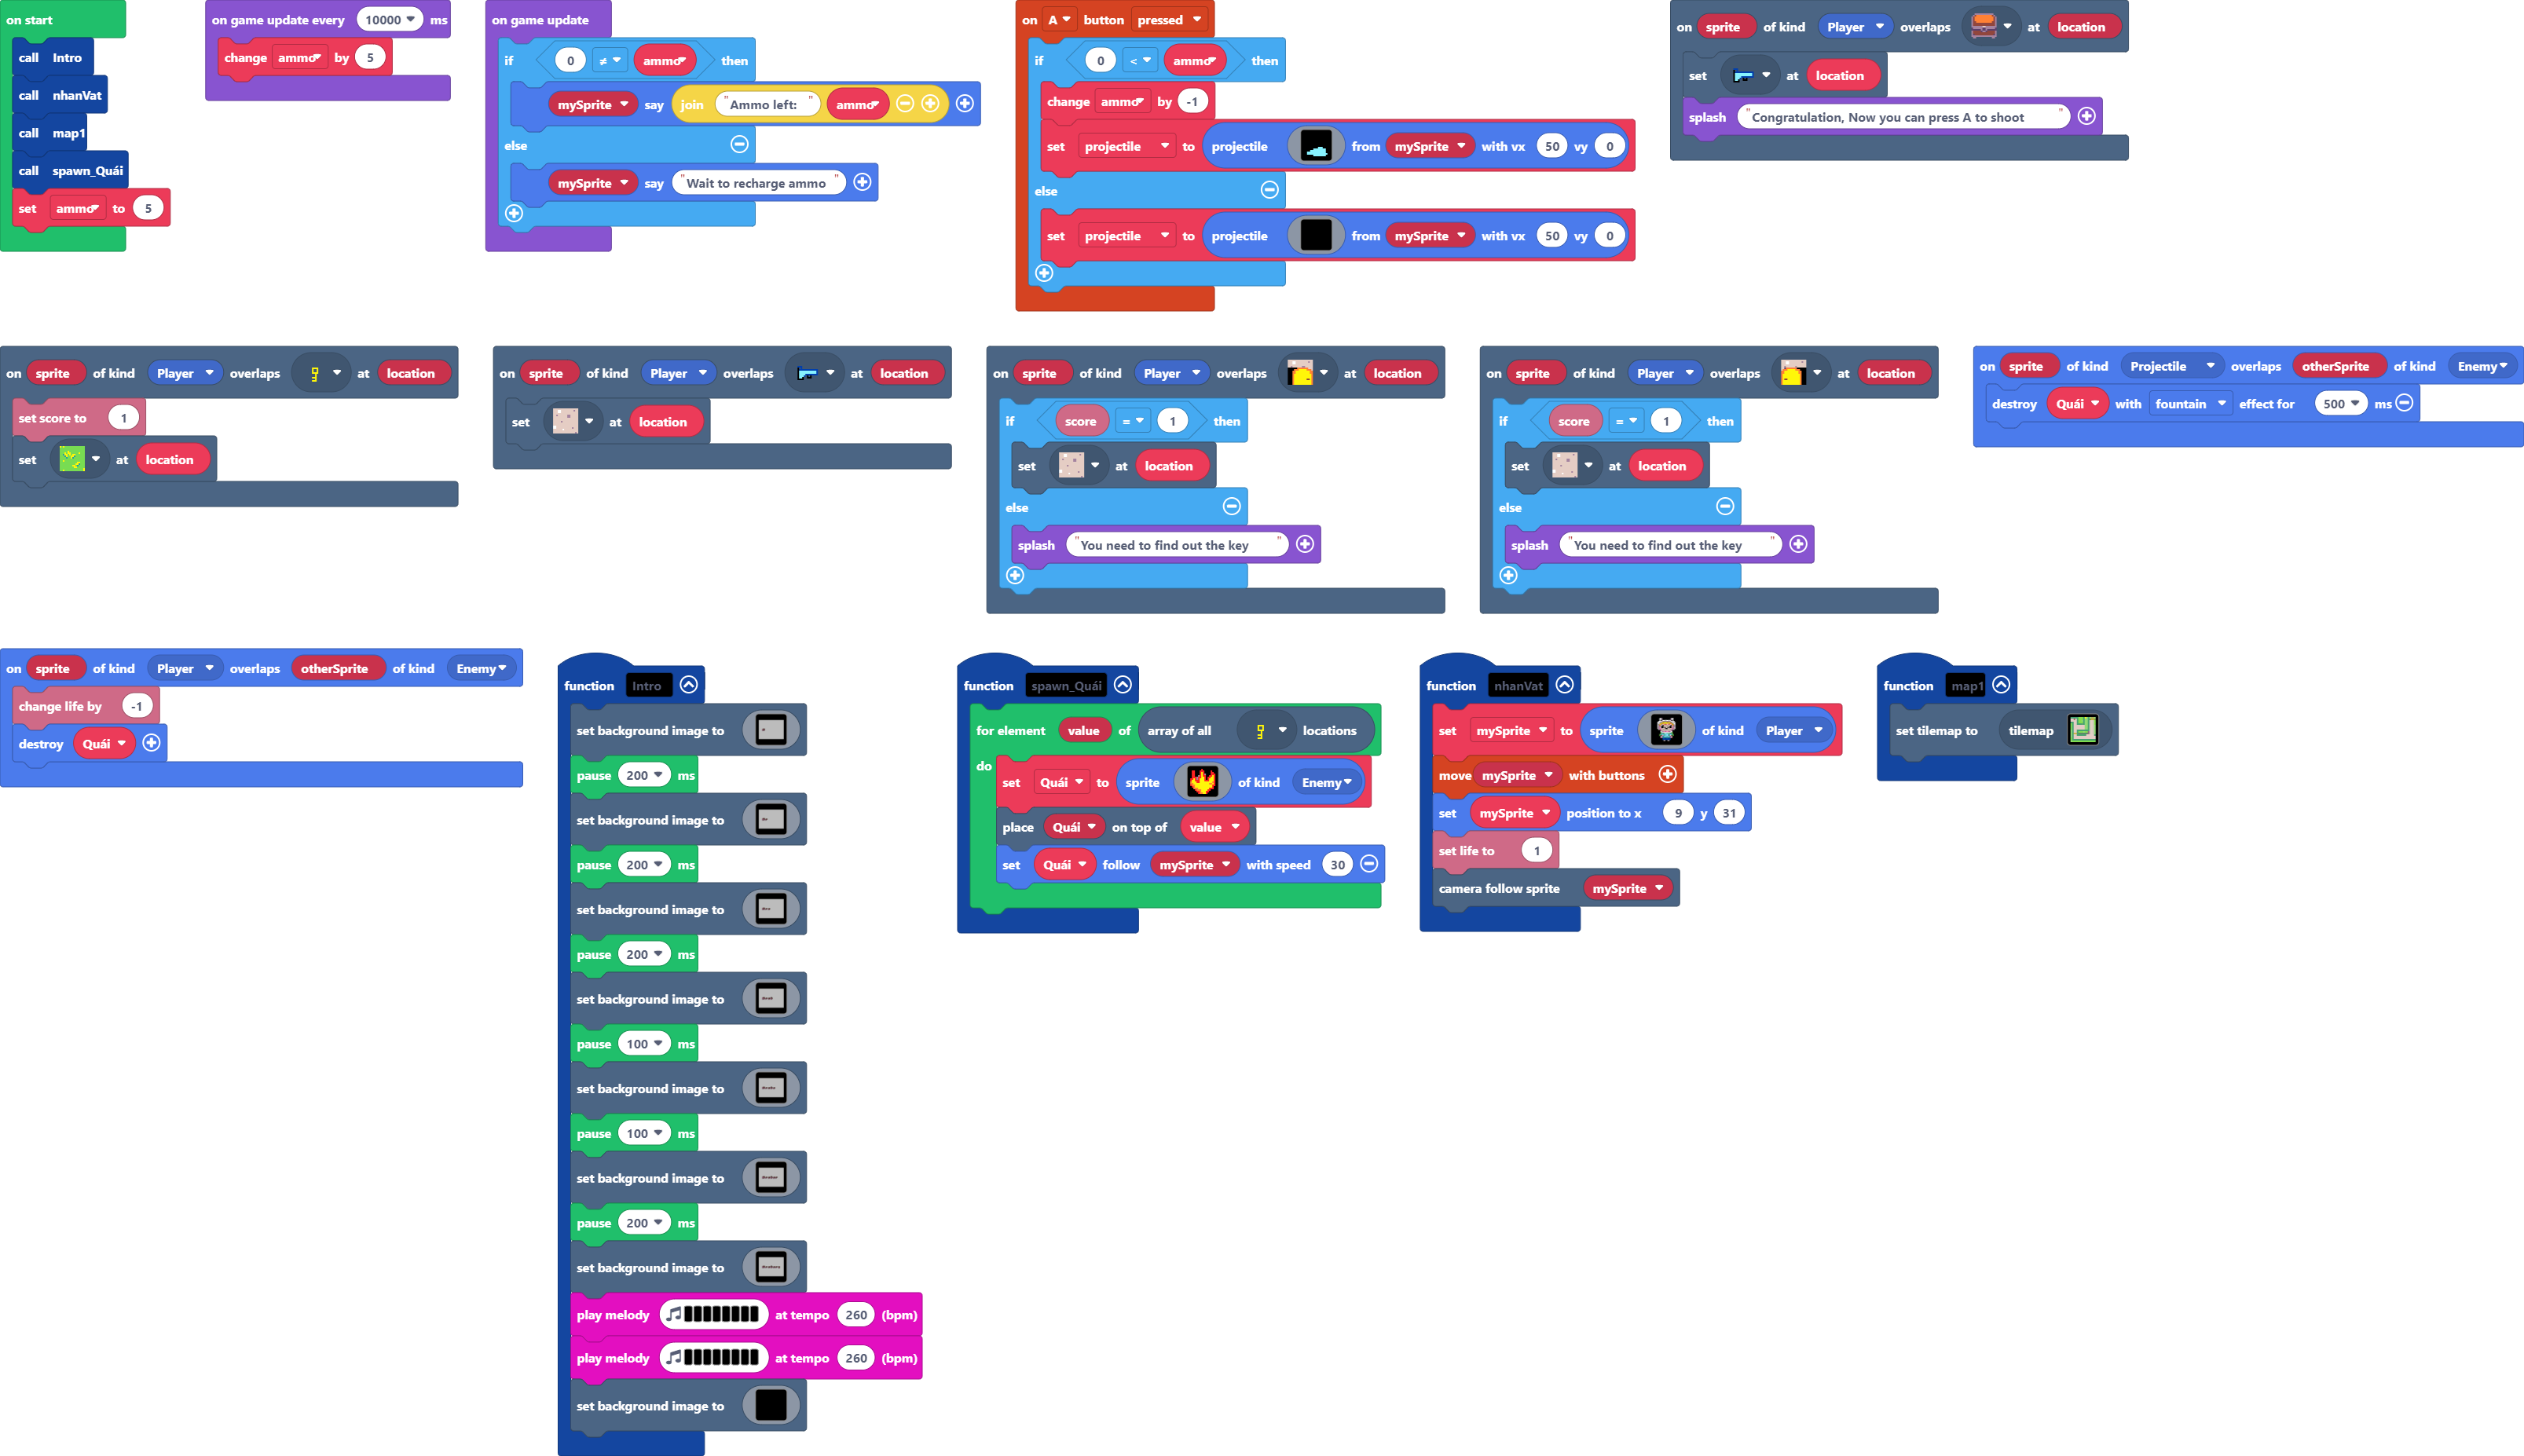 on start
call Intro
call nhanVat
call map1
call spawn_Quái
set ammo to 5
on game update every 10000 ms
change ammo by 5
on game update
if 0 ≠ ammo then
mySprite say join "Ammo left: " ammo
else
mySprite say "Wait to recharge ammo "
on A button pressed
if 0 < ammo then
change ammo by -1
set projectile to projectile from mySprite with vx 50 vy 0
else
set projectile to projectile from mySprite with vx 50 vy 0
on sprite of kind Player overlaps at location
set at location
splash "Congratulation, Now you can press A to shoot "
on sprite of kind Player overlaps at location
set score to 1
set at location
on sprite of kind Player overlaps at location
set at location
on sprite of kind Player overlaps at location
if score = 1 then
set at location
else
splash "You need to find out the key "
on sprite of kind Player overlaps at location
if score = 1 then
set at location
else
splash "You need to find out the key "
on sprite of kind Projectile overlaps otherSprite of kind Enemy
destroy Quái with fountain effect for 500 ms
on sprite of kind Player overlaps otherSprite of kind Enemy
change life by -1
destroy Quái
function Intro
set background image to
pause 200 ms
set background image to
pause 200 ms
set background image to
pause 200 ms
set background image to
pause 100 ms
set background image to
pause 100 ms
set background image to
pause 200 ms
set background image to
play melody at tempo 260 (bpm)
play melody at tempo 260 (bpm)
set background image to
function spawn_Quái
for element value of array of all locations
do
set Quái to sprite of kind Enemy
place Quái on top of value
set Quái follow mySprite with speed 30
function nhanVat
set mySprite to sprite of kind Player
move mySprite with buttons
set mySprite position to x 9 y 31
set life to 1
camera follow sprite mySprite
function map1
set tilemap to tilemap